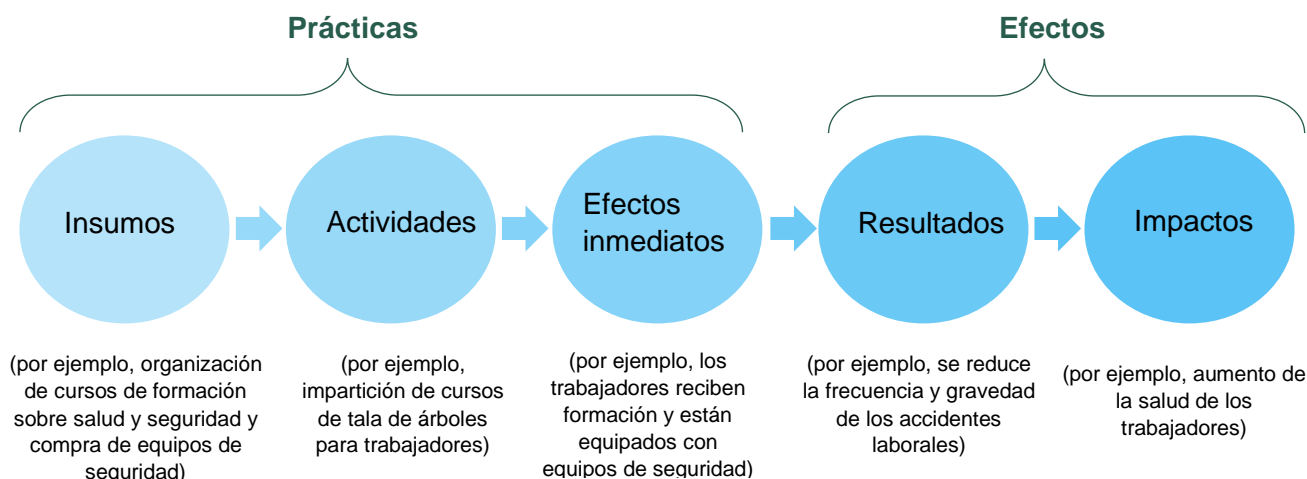 Prácticas
Efectos
Insumos
Actividades
Efectos
inmediatos
Resultados
Impactos
(por ejemplo, organización
de cursos de formación
sobre salud y seguridad y
compra de equipos de
seguridad)
(por ejemplo,
impartición de cursos
de tala de árboles
para trabajadores)
(por ejemplo, los
trabajadores reciben
formación y están
equipados con
equipos de seguridad)
(por ejemplo, se reduce
la frecuencia y gravedad
de los accidentes
laborales)
(por ejemplo, aumento de
la salud de los
trabajadores)